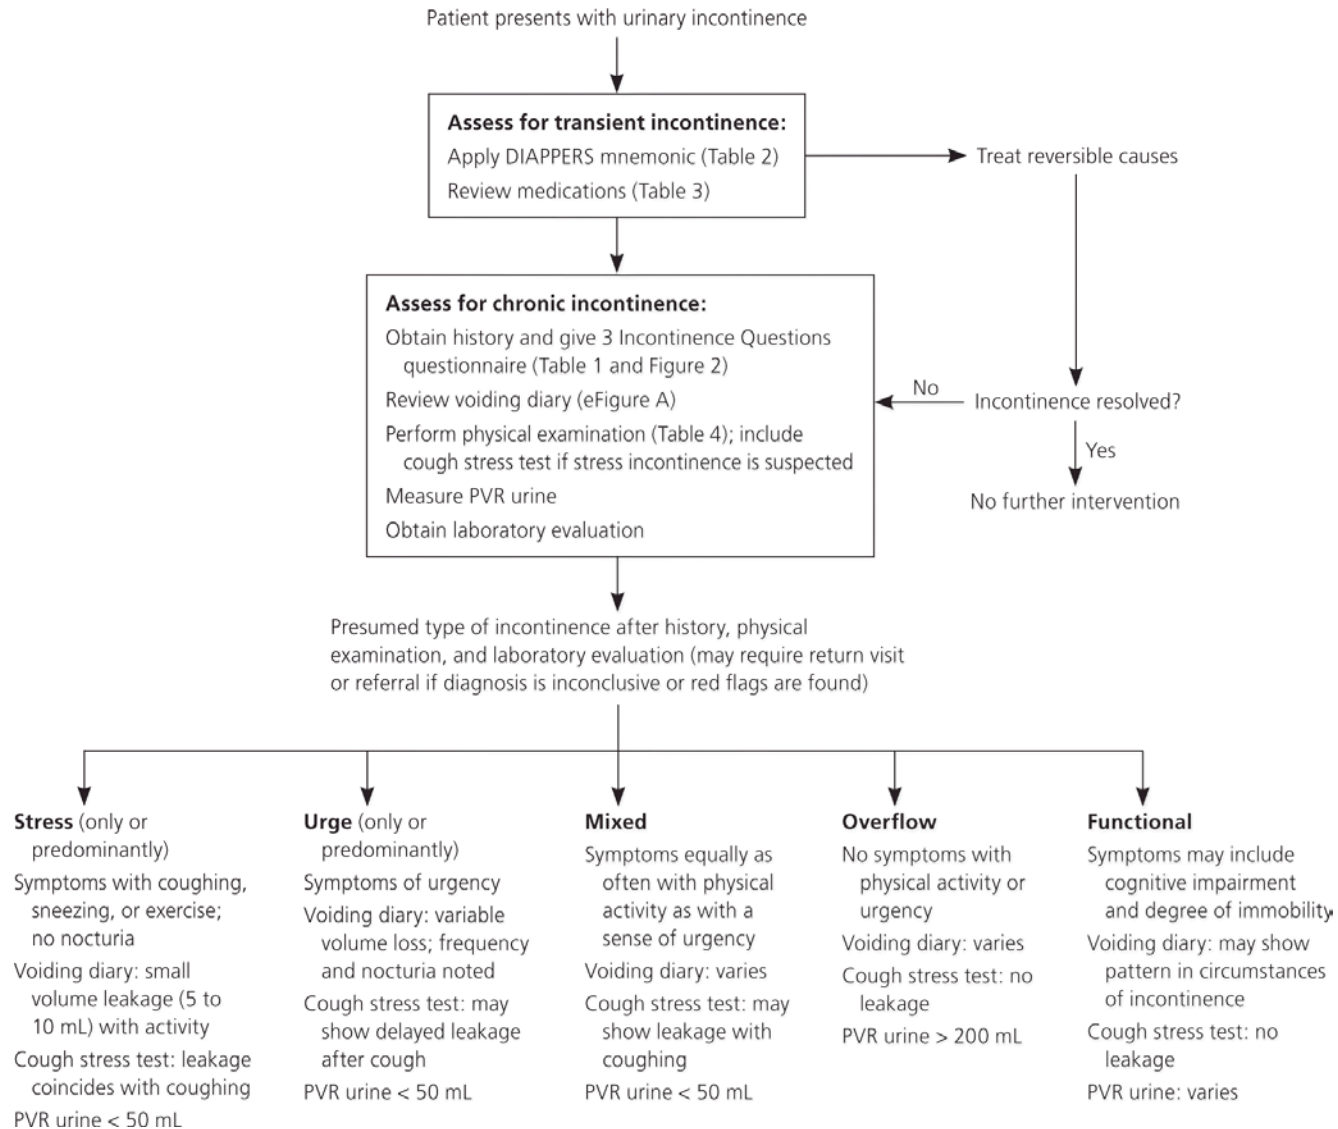 Patient presents with urinary incontinence
Assess for transient incontinence:
Apply DIAPPERS mnemonic (Table 2)
Review medications (Table 3)
Treat reversible causes
Assess for chronic incontinence:
Obtain history and give 3 Incontinence Questions
questionnaire (Table 1 and Figure 2)
Review voiding diary (eFigure A)
Perform physical examination (Table 4); include
cough stress test if stress incontinence is suspected
Measure PVR urine
Obtain laboratory evaluation
No
Incontinence resolved?
Yes
No further intervention
Presumed type of incontinence after history, physical
examination, and laboratory evaluation (may require return visit
or referral if diagnosis is inconclusive or red flags are found)
Stress (only or
predominantly)
Symptoms with coughing,
sneezing, or exercise;
no nocturia
Voiding diary: small
volume leakage (5 to
10 mL) with activity
Cough stress test: leakage
coincides with coughing
PVR urine < 50 mL
Urge (only or
predominantly)
Symptoms of urgency
Voiding diary: variable
volume loss; frequency
and nocturia noted
Cough stress test: may
show delayed leakage
after cough
PVR urine < 50 mL
Mixed
Symptoms equally as
often with physical
activity as with a
sense of urgency
Voiding diary: varies
Cough stress test: may
show leakage with
coughing
PVR urine < 50 mL
Overflow
No symptoms with
physical activity or
urgency
Voiding diary: varies
Cough stress test: no
leakage
PVR urine > 200 mL
Functional
Symptoms may include
cognitive impairment
and degree of immobility
Voiding diary: may show
pattern in circumstances
of incontinence
Cough stress test: no
leakage
PVR urine: varies